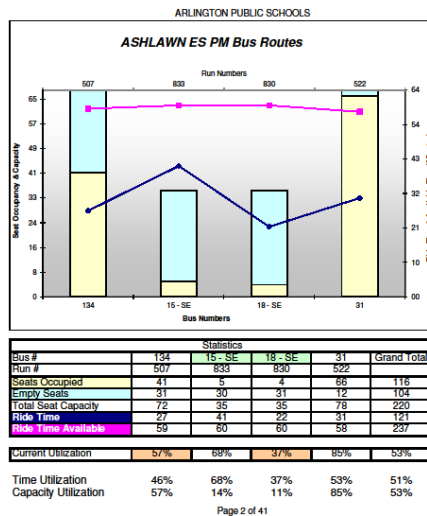 ARLINGTON PUBLIC SCHOOLS
ASHLAWN ES PM Bus Routes
Run Numbers
507 833 830 522
65 64
57 54
49 43
41
33 32
24 21
16
8 11
0 00
Seat Occupancy & Capacity
134 15 - SE 18 - SE 31
Bus Numbers
Statistics
Bus # 134 15 - SE 18 - SE 31 Grand Total
Run # 507 833 830 522
Seats Occupied 41 5 4 66 116
Empty Seats 31 30 31 12 104
Total Seat Capacity 72 35 35 78 220
Ride Time 27 41 22 31 121
Ride Time Available 59 60 60 58 237
Current Utilization 57% 68% 37% 85% 53%
Time Utilization 46% 68% 37% 53% 51%
Capacity Utilization 57% 14% 11% 85% 53%
Page 2 of 41